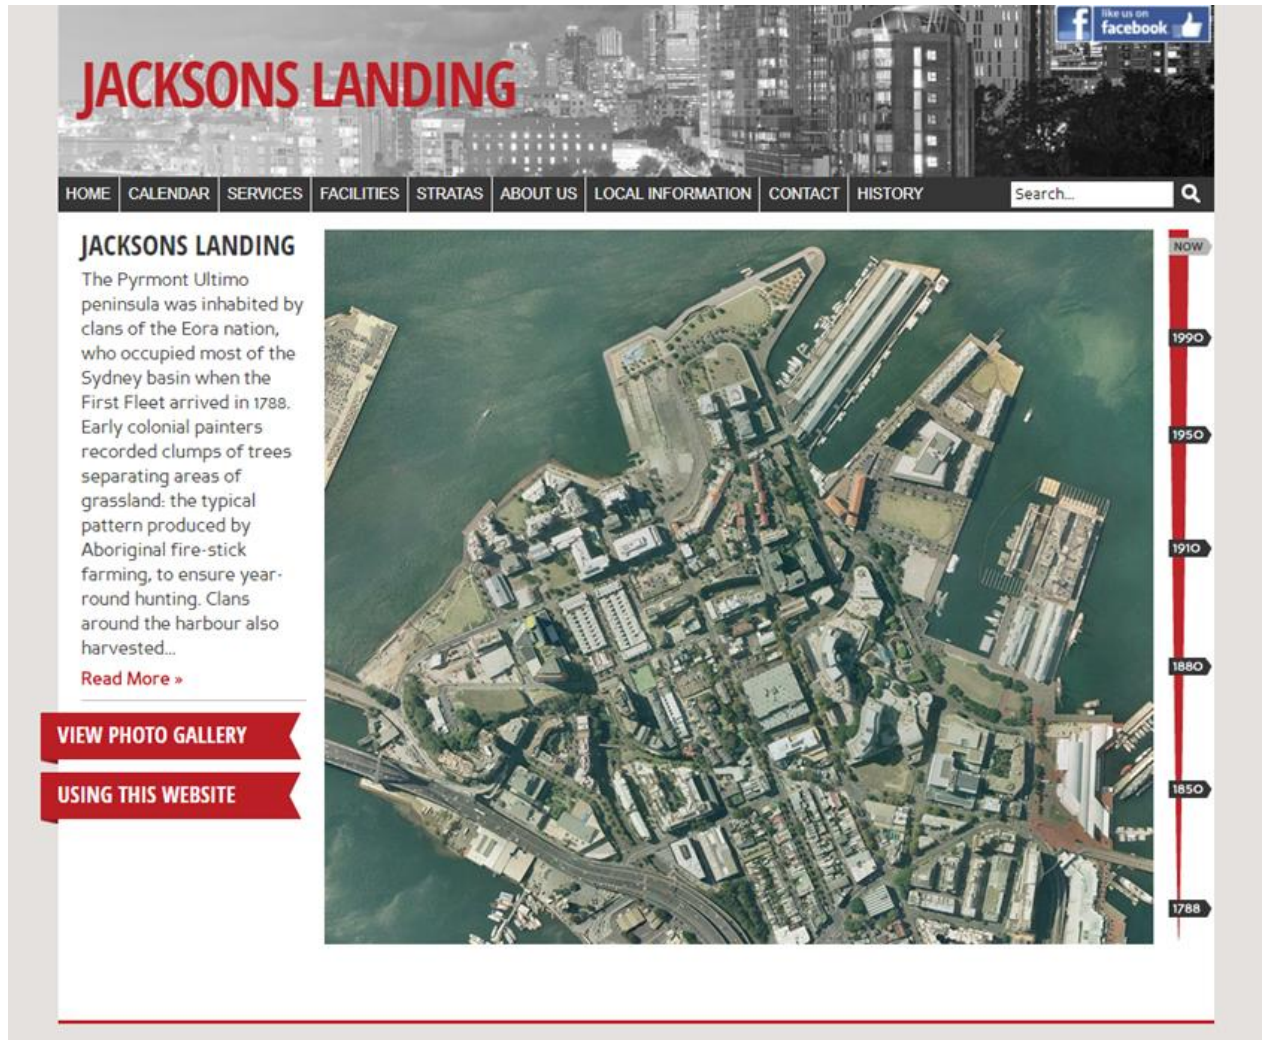 like us on
facebook
JACKSONS LANDING
HOME CALENDAR SERVICES FACILITIES STRATAS ABOUT US LOCAL INFORMATION CONTACT HISTORY Search...
JACKSONS LANDING
The Pyrmont Ultimo
peninsula was inhabited by
clans of the Eora nation,
who occupied most of the
Sydney basin when the
First Fleet arrived in 1788.
Early colonial painters
recorded clumps of trees
separating areas of
grassland: the typical
pattern produced by
Aboriginal fire-stick
farming, to ensure year-
round hunting. Clans
around the harbour also
harvested...
Read More »
VIEW PHOTO GALLERY
USING THIS WEBSITE
NOW
1990
1950
1910
1880
1850
1788